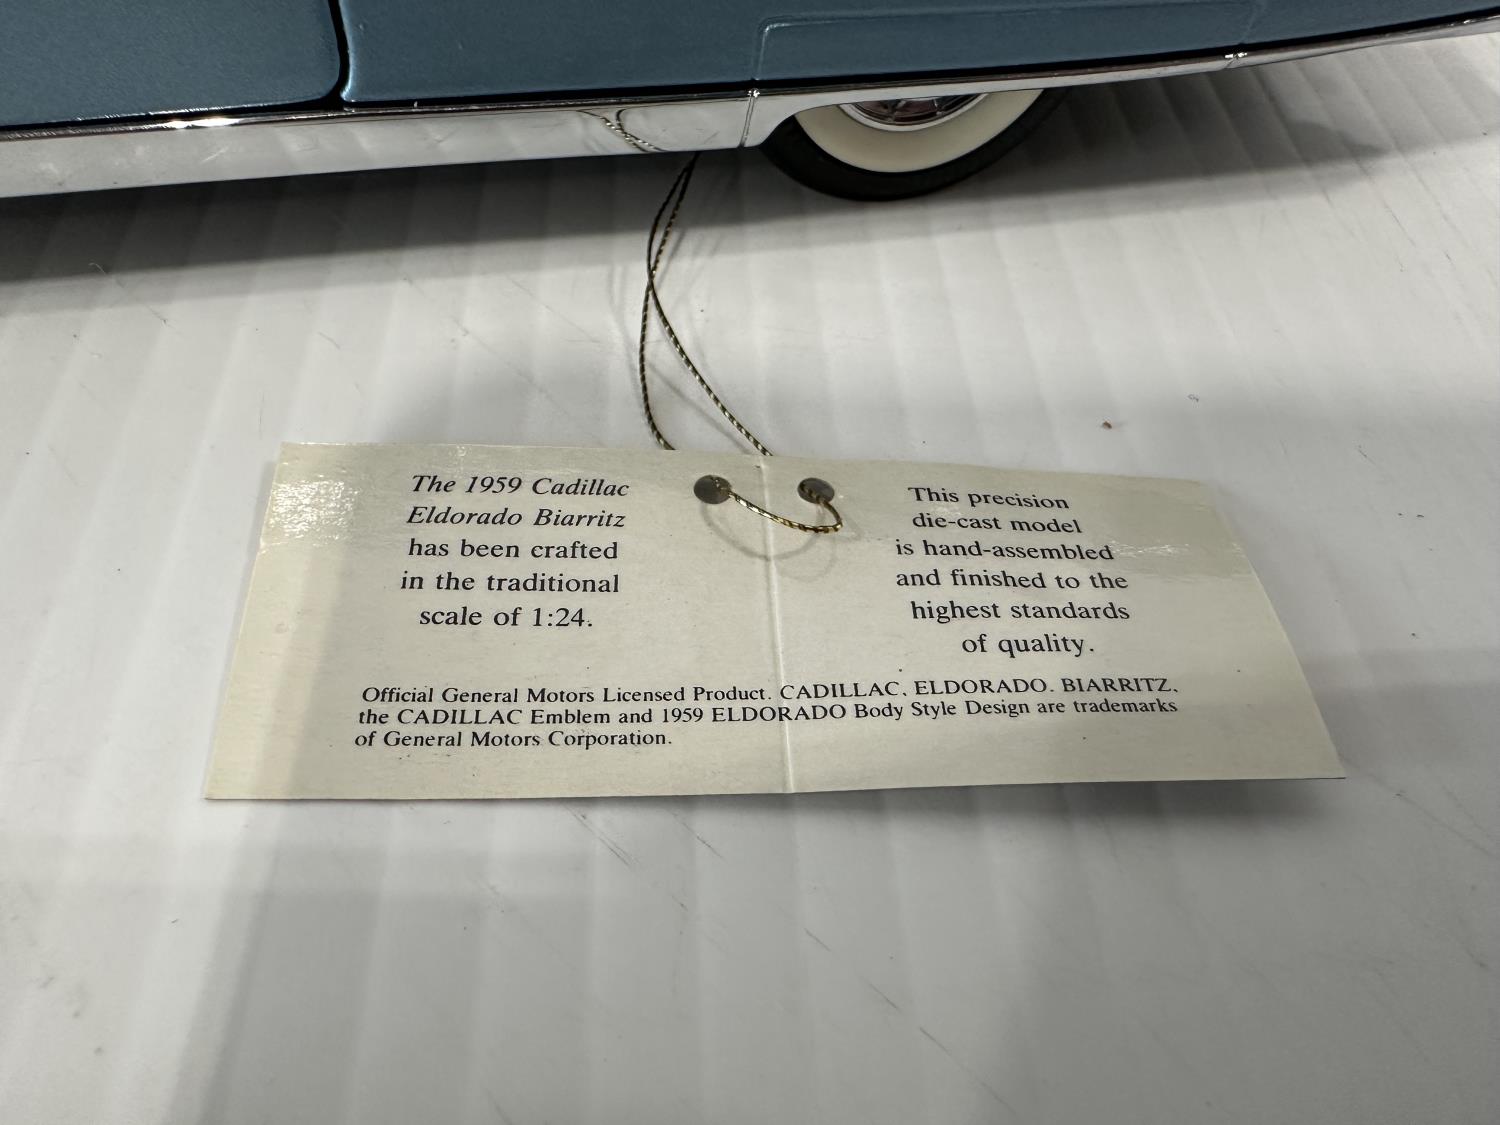 The 1959 Cadillac
Eldorado Biarritz
has been crafted
in the traditional
scale of 1:24.
This precision
die-cast model
is hand-assembled
and finished to the
highest standards
of quality.
Official General Motors Licensed Product. CADILLAC, ELDORADO. BIARRITZ,
the CADILLAC Emblem and 1959 ELDORADO Body Style Design are trademarks
of General Motors Corporation.